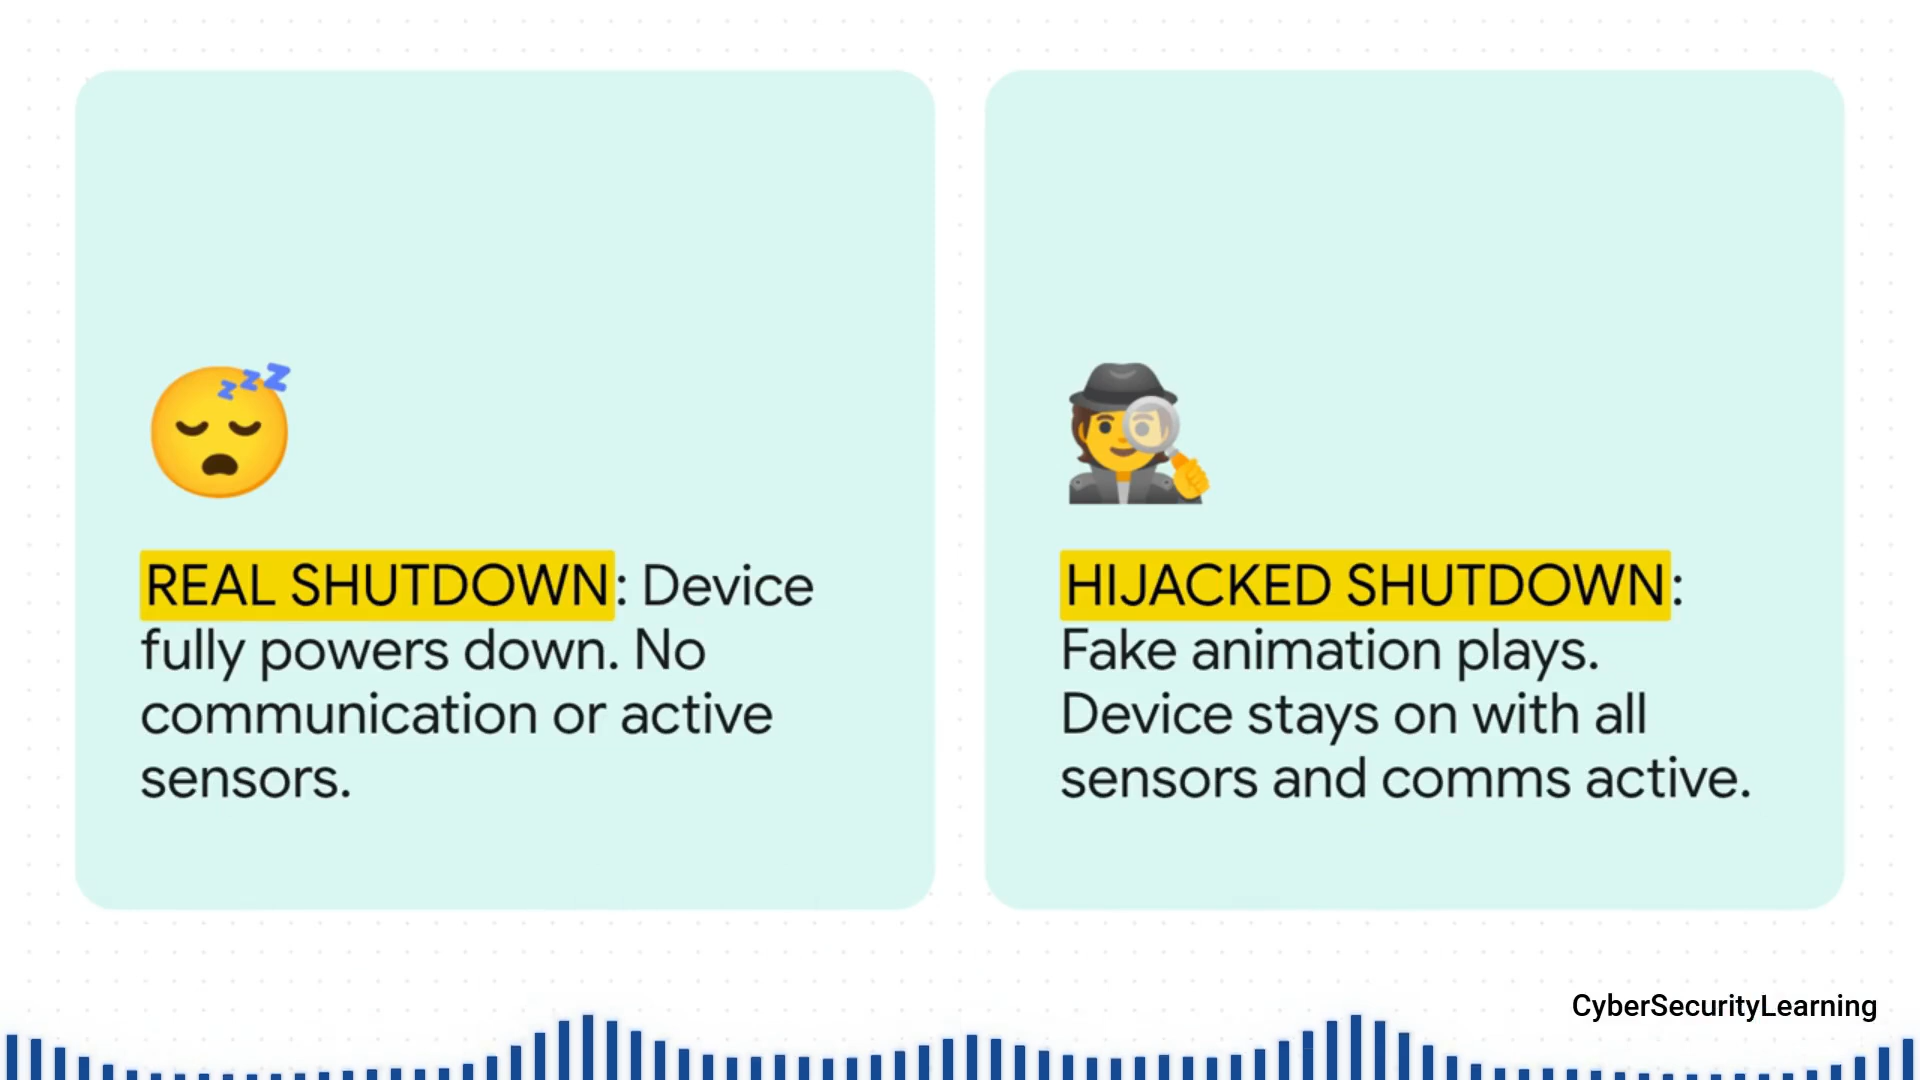 REAL SHUTDOWN: Device
fully powers down. No
communication or active
sensors.
HIJACKED SHUTDOWN:
Fake animation plays.
Device stays on with all
sensors and comms active.
CyberSecurityLearning